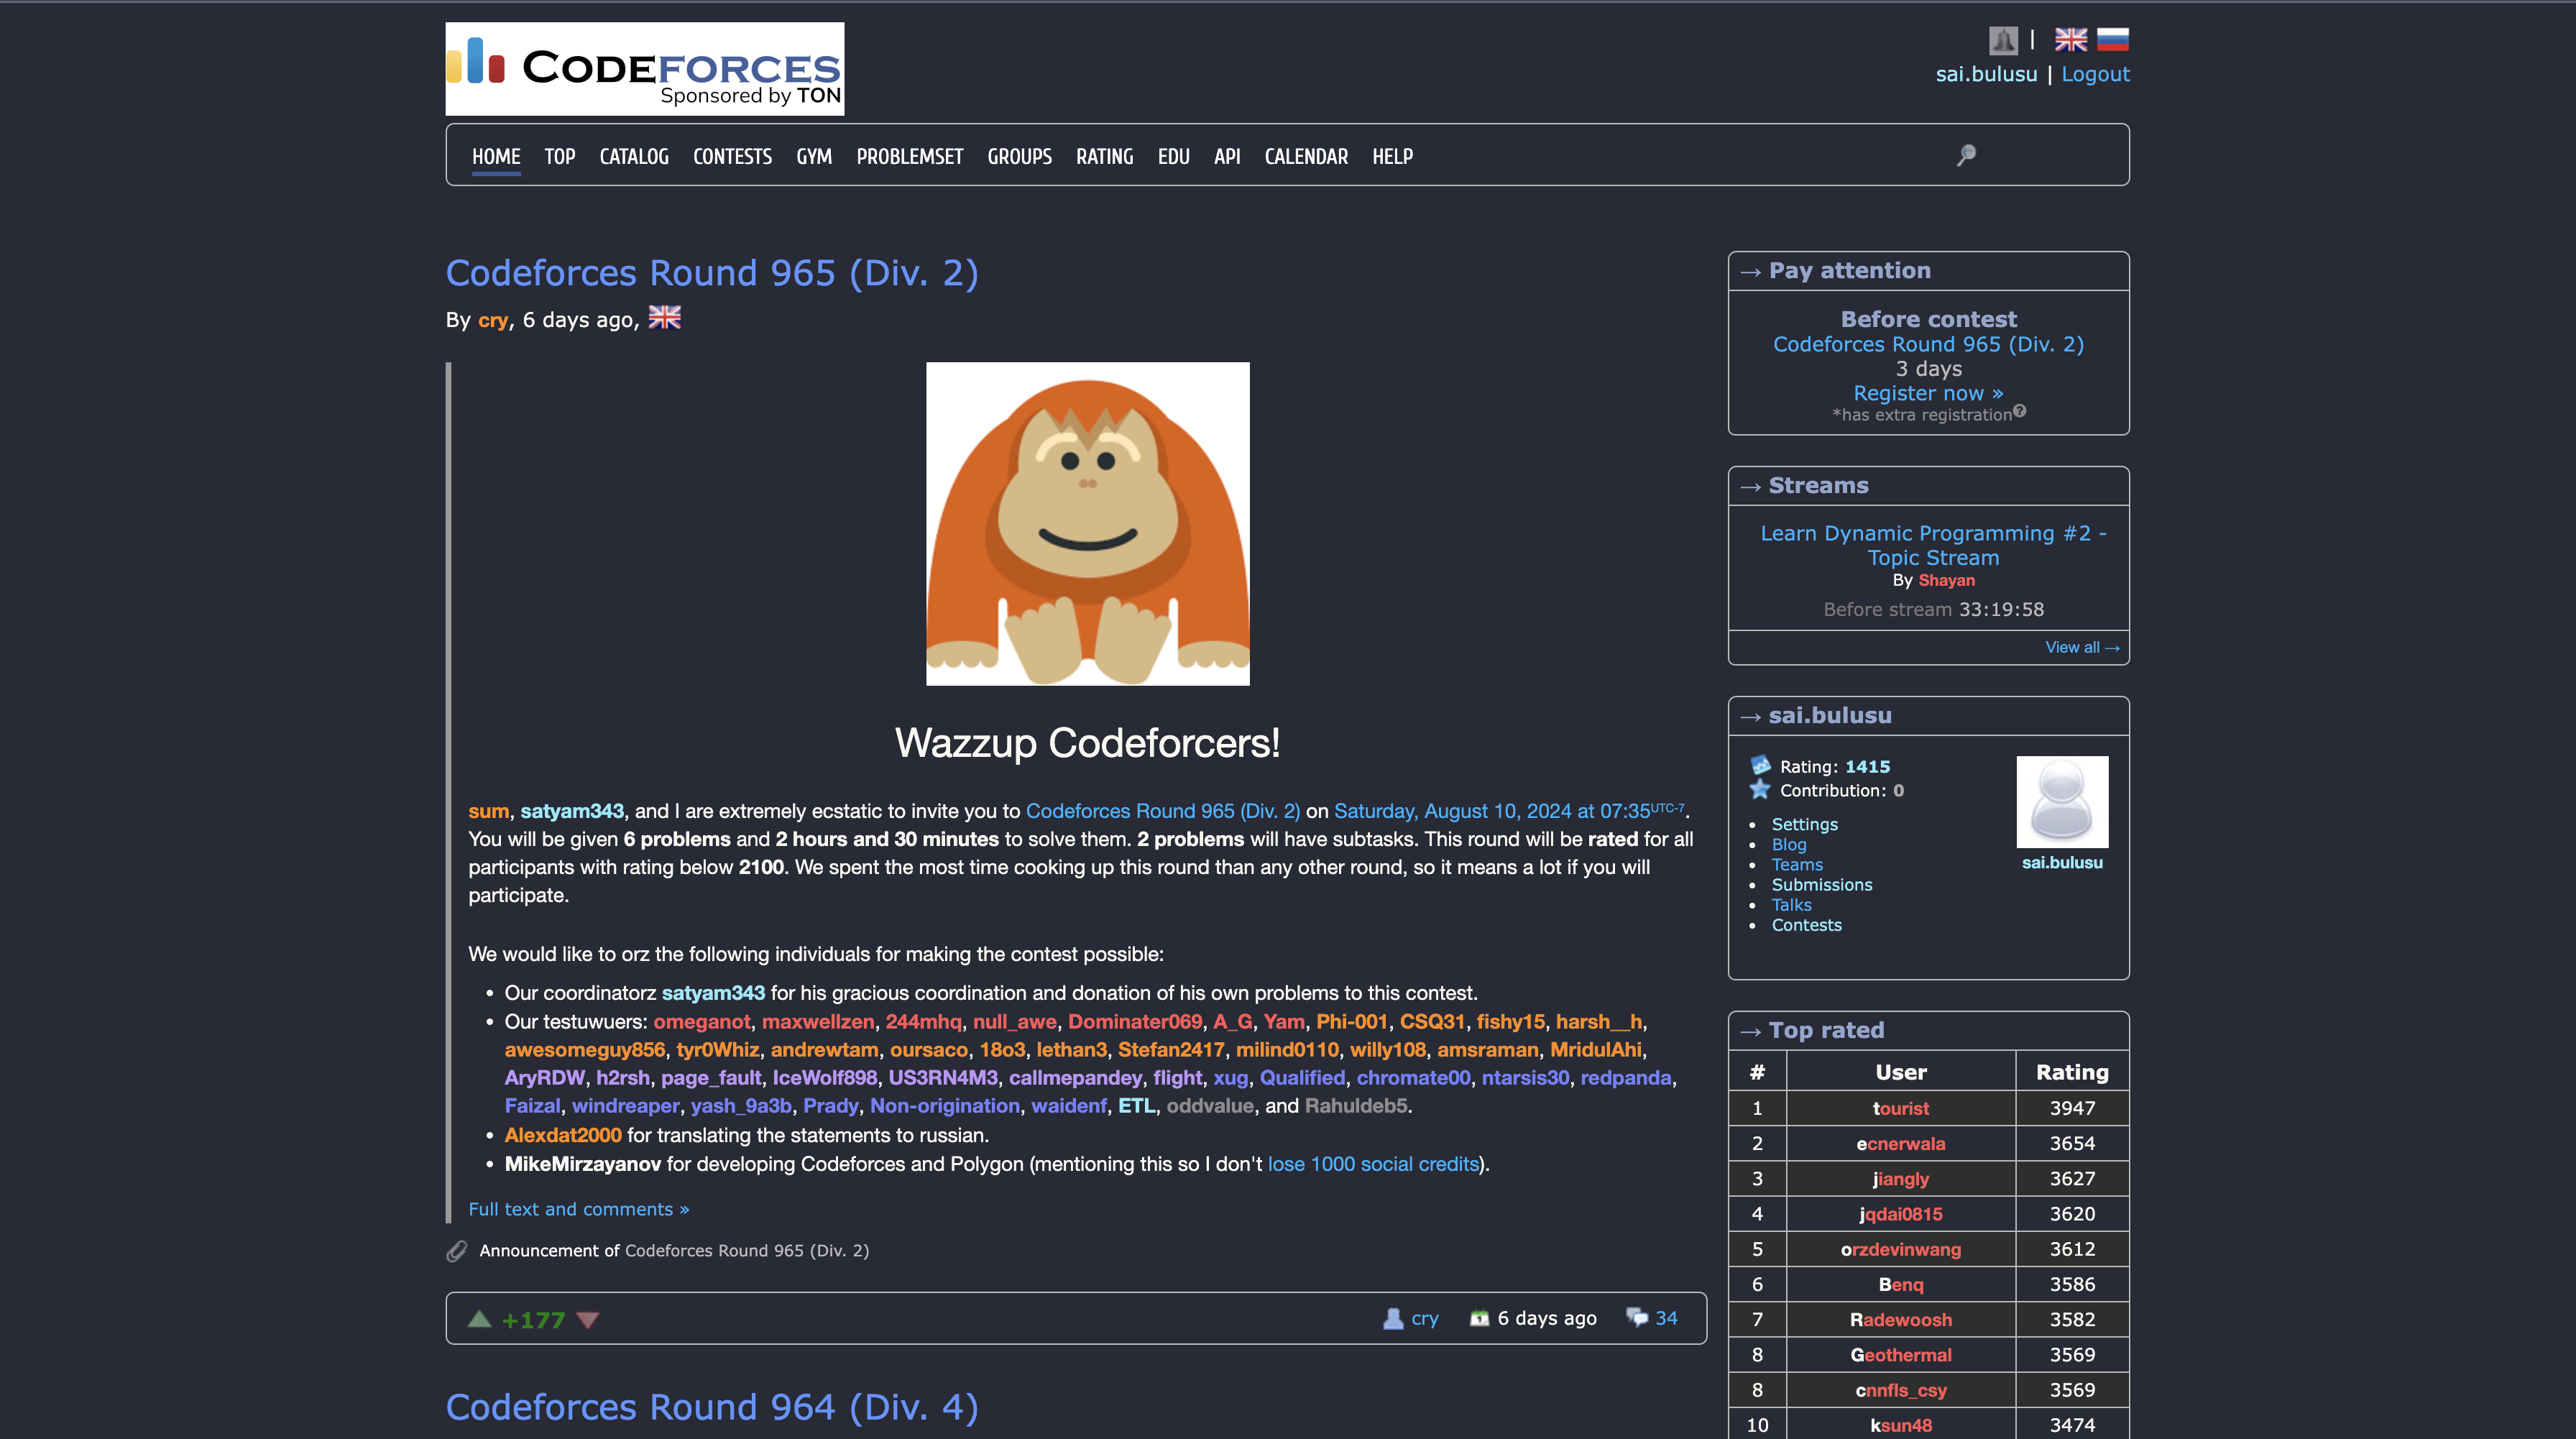 CODEFORCES
Sponsored by TON
|
sai.bulusu | Logout
HOME TOP CATALOG CONTESTS GYM PROBLEMSET GROUPS RATING EDU API CALENDAR HELP
Codeforces Round 965 (Div. 2)
By cry, 6 days ago,
Wazzup Codeforcers!
sum, satyam343, and I are extremely ecstatic to invite you to Codeforces Round 965 (Div. 2) on Saturday, August 10, 2024 at 07:35UTC-7.
You will be given 6 problems and 2 hours and 30 minutes to solve them. 2 problems will have subtasks. This round will be rated for all
participants with rating below 2100. We spent the most time cooking up this round than any other round, so it means a lot if you will
participate.
We would like to orz the following individuals for making the contest possible:
• Our coordinatorz satyam343 for his gracious coordination and donation of his own problems to this contest.
• Our testuwuers: omeganot, maxwellzen, 244mhq, null_awe, Dominater069, A_G, Yam, Phi-001, CSQ31, fishy15, harsh__h,
awesomeguy856, tyr0Whiz, andrewtam, oursaco, 18o3, lethan3, Stefan2417, milind0110, willy108, amsraman, MridulAhi,
AryRDW, h2rsh, page_fault, IceWolf898, US3RN4M3, callmepandey, flight, xug, Qualified, chromate00, ntarsis30, redpanda,
Faizal, windreaper, yash_9a3b, Prady, Non-origination, waidenf, ETL, oddvalue, and Rahuldeb5.
• Alexdat2000 for translating the statements to russian.
• MikeMirzayanov for developing Codeforces and Polygon (mentioning this so I don't lose 1000 social credits).
Full text and comments »
Announcement of Codeforces Round 965 (Div. 2)
+177 cry 6 days ago 34
Codeforces Round 964 (Div. 4)
→ Pay attention
Before contest
Codeforces Round 965 (Div. 2)
3 days
Register now »
*has extra registration?
→ Streams
Learn Dynamic Programming #2 -
Topic Stream
By Shayan
Before stream 33:19:58
View all →
→ sai.bulusu
Rating: 1415
Contribution: 0
• Settings
• Blog
• Teams
• Submissions
• Talks
• Contests
sai.bulusu
→ Top rated
# User Rating
1 tourist 3947
2 ecnerwala 3654
3 jiangly 3627
4 jqdai0815 3620
5 orzdevinwang 3612
6 Benq 3586
7 Radewoosh 3582
8 Geothermal 3569
8 cnnfls_csy 3569
10 ksun48 3474